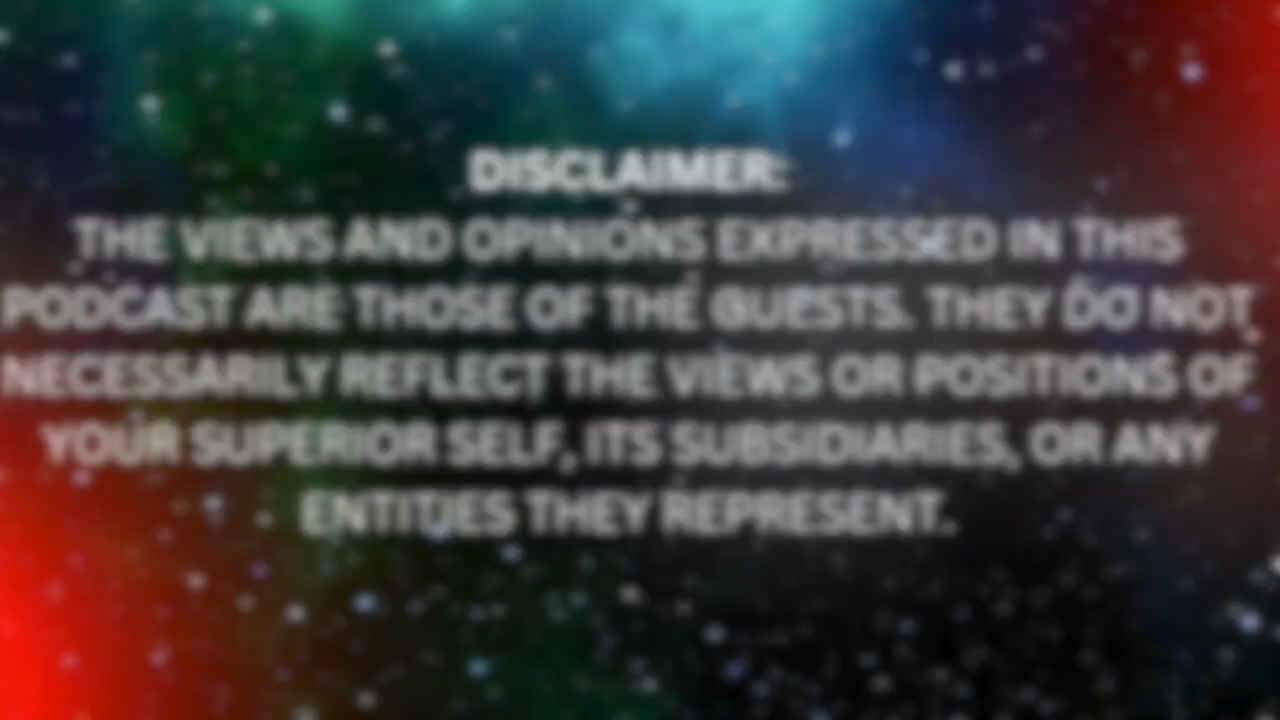 DISCLAIMER:
THE VIEWS AND OPINIONS EXPRESSED IN THIS
PODCAST ARE THOSE OF THE GUESTS. THEY DO NOT
NECESSARILY REFLECT THE VIEWS OR POSITIONS OF
YOUR SUPERIOR SELF, ITS SUBSIDIARIES, OR ANY
ENTITIES THEY REPRESENT.